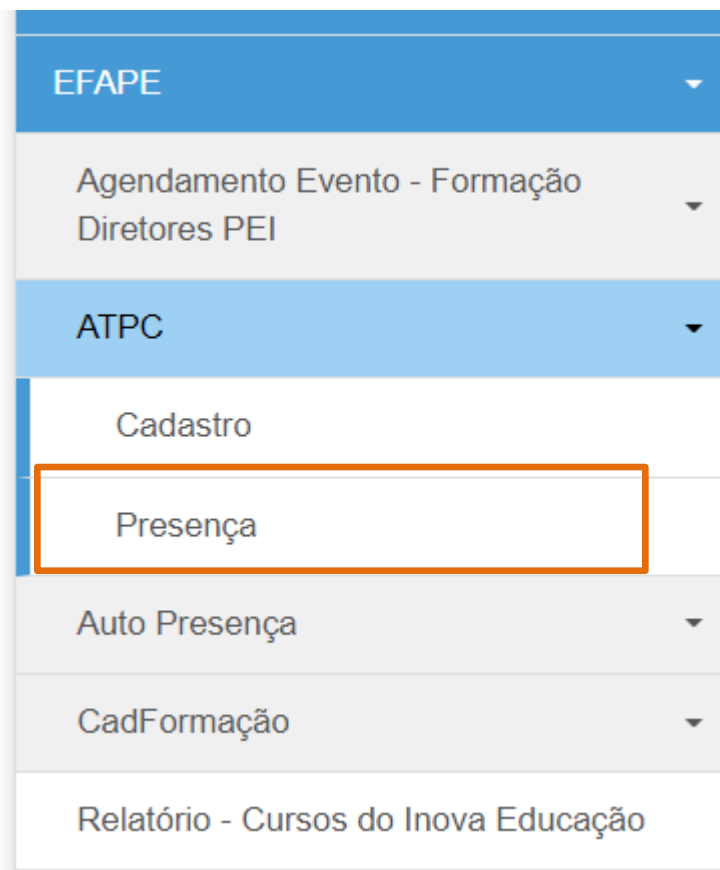 EFAPE
Agendamento Evento - Formação
Diretores PEI
ATPC
Cadastro
Presença
Auto Presença
CadFormação
Relatório - Cursos do Inova Educação